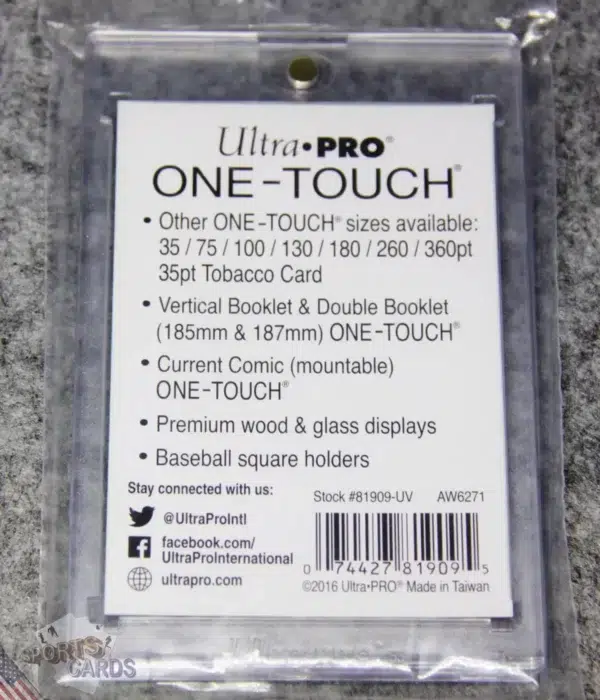 Ultra•PRO®
ONE-TOUCH®
• Other ONE-TOUCH® sizes available:
35 / 75 / 100 / 130 / 180 / 260 / 360pt
35pt Tobacco Card
• Vertical Booklet & Double Booklet
(185mm & 187mm) ONE-TOUCH®
• Current Comic (mountable)
ONE-TOUCH®
• Premium wood & glass displays
• Baseball square holders
Stay connected with us:
@UltraProIntl
facebook.com/
UltraProInternational
ultrapro.com
Stock #81909-UV AW6271
0 74427 81909 5
©2016 Ultra•PRO® Made in Taiwan
SPORTS
CARDS